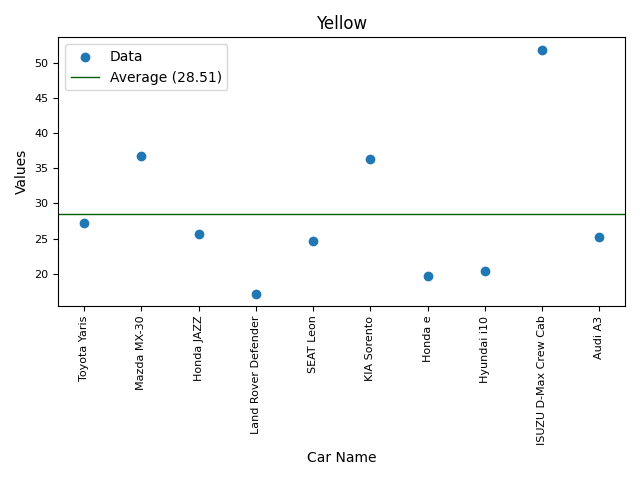 Yellow
Data
Average (28.51)
Values
50
45
40
35
30
25
20
Toyota Yaris
Mazda MX-30
Honda JAZZ
Land Rover Defender
SEAT Leon
KIA Sorento
Honda e
Hyundai i10
ISUZU D-Max Crew Cab
Audi A3
Car Name